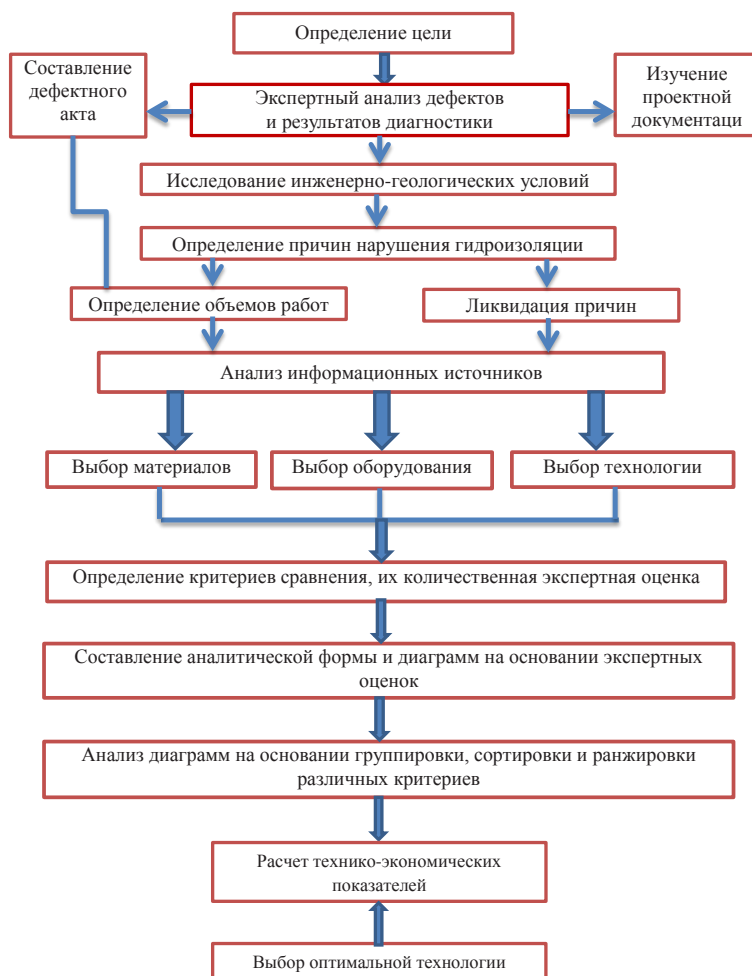 Определение цели
Составление
дефектного
акта
Экспертный анализ дефектов
и результатов диагностики
Изучение
проектной
документаци
Исследование инженерно-геологических условий
Определение причин нарушения гидроизоляции
Определение объемов работ
Ликвидация причин
Анализ информационных источников
Выбор материалов
Выбор оборудования
Выбор технологии
Определение критериев сравнения, их количественная экспертная оценка
Составление аналитической формы и диаграмм на основании экспертных
оценок
Анализ диаграмм на основании группировки, сортировки и ранжировки
различных критериев
Расчет технико-экономических
показателей
Выбор оптимальной технологии